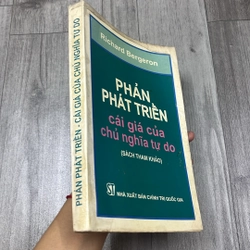 Richard Bergeron
PHẢN
PHÁT TRIỂN
cái giá của
chủ nghĩa tự do
(SÁCH THAM KHẢO)
NHÀ XUẤT BẢN CHÍNH TRỊ QUỐC GIA
PHẢN PHÁT TRIỂN - CÁI GIÁ CỦA CHỦ NGHĨA TỰ DO